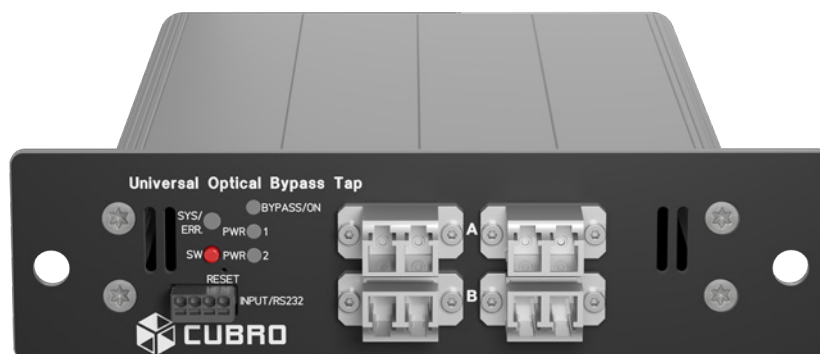 Universal Optical Bypass Tap
BYPASS/ON
SYS/
ERR.
PWR 1
SW
PWR 2
RESET
INPUT/RS232
A
B
CUBRO